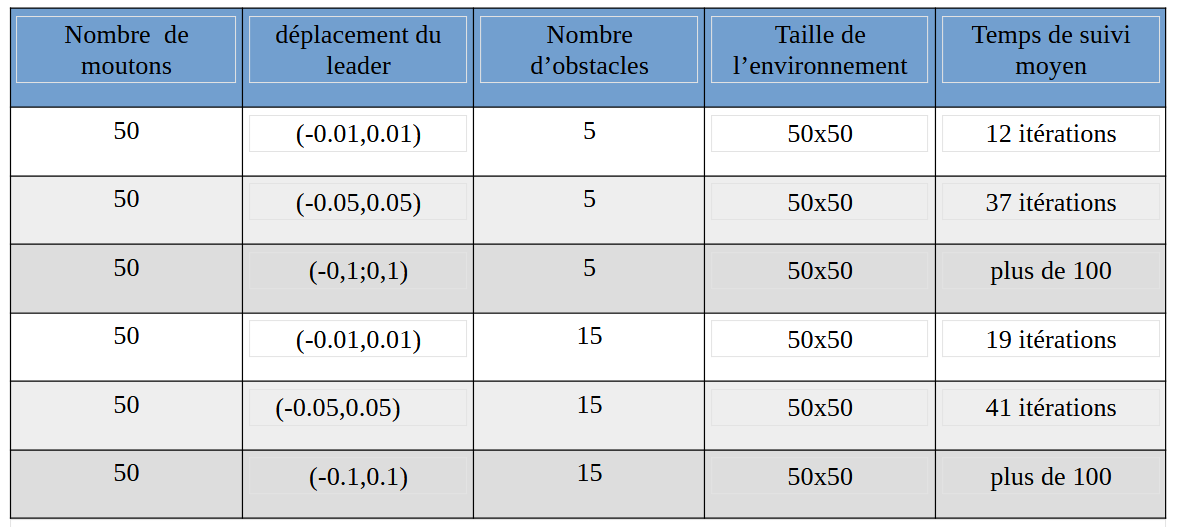 Nombre de moutons déplacement du leader Nombre d’obstacles Taille de l’environnement Temps de suivi moyen
50 (-0.01,0.01) 5 50x50 12 itérations
50 (-0.05,0.05) 5 50x50 37 itérations
50 (-0,1;0,1) 5 50x50 plus de 100
50 (-0.01,0.01) 15 50x50 19 itérations
50 (-0.05,0.05) 15 50x50 41 itérations
50 (-0.1,0.1) 15 50x50 plus de 100